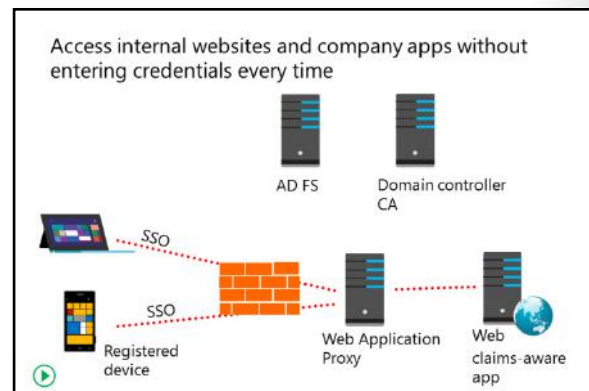 Access internal websites and company apps without
entering credentials every time
AD FS
Domain controller
CA
SSO
SSO
Registered
device
Web Application
Proxy
Web
claims-aware
app